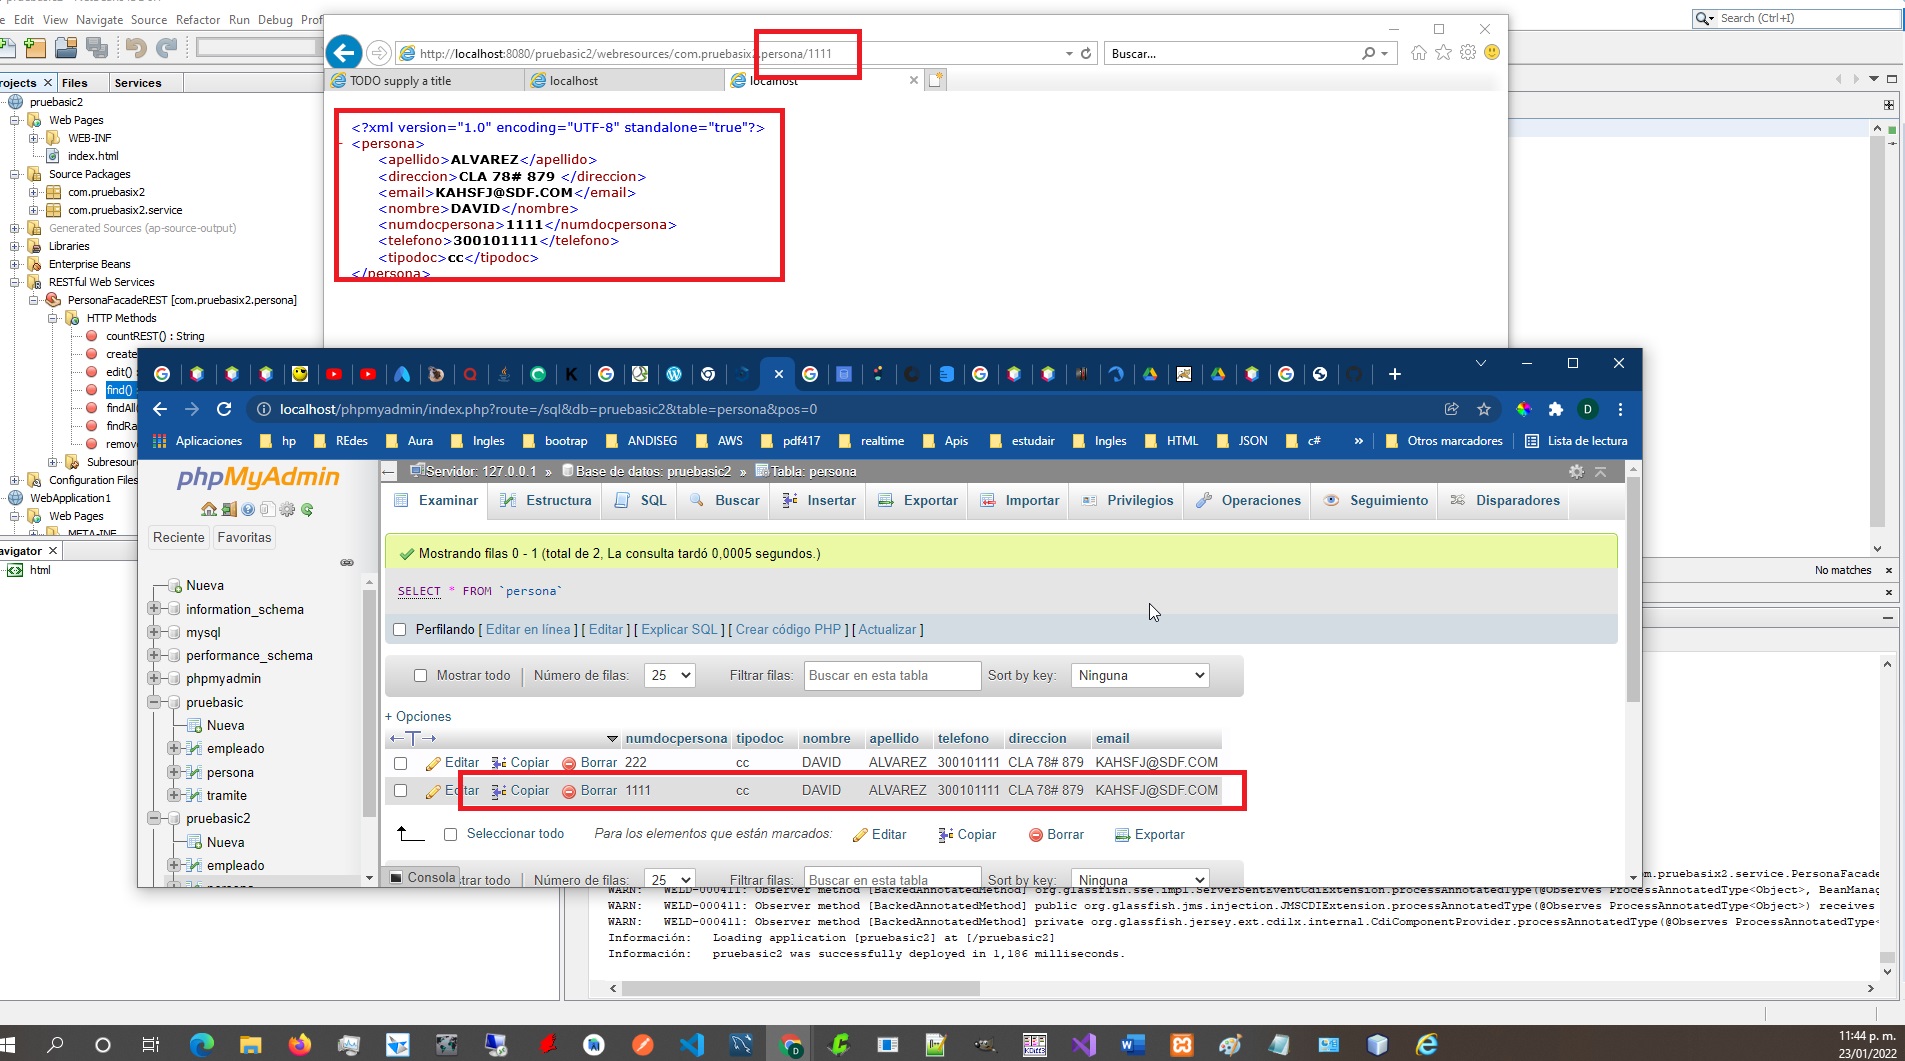 e Edit View Navigate Source Refactor Run Debug Prof
Search (Ctrl+I)
http://localhost:8080/pruebasic2/webresources/com.pruebasix2.persona/1111
Buscar...
TODO supply a title
localhost
localhost
rojects
Files
Services
pruebasic2
Web Pages
WEB-INF
index.html
Source Packages
com.pruebasix2
com.pruebasix2.service
Generated Sources (ap-source-output)
Libraries
Enterprise Beans
RESTful Web Services
PersonaFacadeREST [com.pruebasix2.persona]
HTTP Methods
countREST() : String
create
edit() :
find() :
findAll(
findRa
remov
Subresour
Configuration Files
WebApplication1
Web Pages
META-INF
avigator
html
<?xml version="1.0" encoding="UTF-8" standalone="true"?>
- <persona>
<apellido>ALVAREZ</apellido>
<direccion>CLA 78# 879 </direccion>
<email>KAHSFJ@SDF.COM</email>
<nombre>DAVID</nombre>
<numdocpersona>1111</numdocpersona>
<telefono>300101111</telefono>
<tipodoc>cc</tipodoc>
</persona>
localhost/phpmyadmin/index.php?route=/sql&db=pruebasic2&table=persona&pos=0
D
Aplicaciones hp REdes Aura Ingles bootrap ANDISEG AWS pdf417 realtime Apis estudair Ingles HTML JSON c# » Otros marcadores Lista de lectura
phpMyAdmin
Reciente Favoritas
Nueva
information_schema
mysql
performance_schema
phpmyadmin
pruebasic
Nueva
empleado
persona
tramite
pruebasic2
Nueva
empleado
persona
Servidor: 127.0.0.1 » Base de datos: pruebasic2 » Tabla: persona
Examinar Estructura SQL Buscar Insertar Exportar Importar Privilegios Operaciones Seguimiento Disparadores
Mostrando filas 0 - 1 (total de 2, La consulta tardó 0,0005 segundos.)
SELECT * FROM `persona`
Perfilando [ Editar en línea ] [ Editar ] [ Explicar SQL ] [ Crear código PHP ] [ Actualizar ]
Mostrar todo Número de filas: 25 Filtrar filas: Buscar en esta tabla Sort by key: Ninguna
+ Opciones
←T→ numdocpersona tipodoc nombre apellido telefono direccion email
Editar Copiar Borrar 222 cc DAVID ALVAREZ 300101111 CLA 78# 879 KAHSFJ@SDF.COM
Editar Copiar Borrar 1111 cc DAVID ALVAREZ 300101111 CLA 78# 879 KAHSFJ@SDF.COM
Seleccionar todo Para los elementos que están marcados: Editar Copiar Borrar Exportar
Consola
strar todo Número de filas: 25 Filtrar filas: Buscar en esta tabla Sort by key: Ninguna
No matches
m.pruebasix2.service.PersonaFacade
WARN: WELD-000411: Observer method [BackedAnnotatedMethod] org.glassfish.sse.impl.ServerSentEventCdiExtension.processAnnotatedType(@Observes ProcessAnnotatedType<Object>, BeanManag
WARN: WELD-000411: Observer method [BackedAnnotatedMethod] public org.glassfish.jms.injection.JMSCDIExtension.processAnnotatedType(@Observes ProcessAnnotatedType<Object>) receives
WARN: WELD-000411: Observer method [BackedAnnotatedMethod] private org.glassfish.jersey.ext.cdi1x.internal.CdiComponentProvider.processAnnotatedType(@Observes ProcessAnnotatedType<
Información: Loading application [pruebasic2] at [/pruebasic2]
Información: pruebasic2 was successfully deployed in 1,186 milliseconds.
11:44 p. m.
23/01/2022